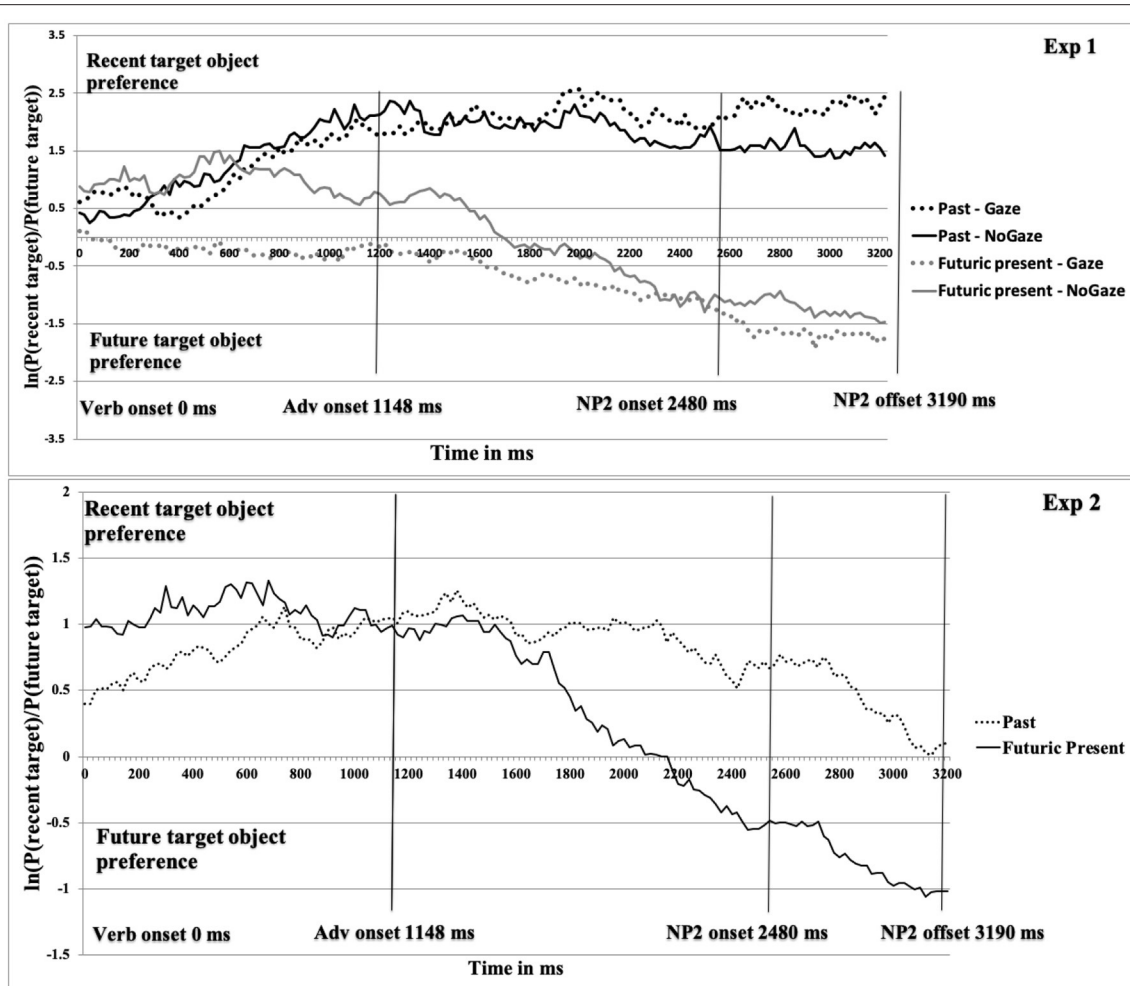 Exp 1
Recent target object
preference
ln(P(recent target)/P(future target))
3.5
2.5
1.5
0.5
-0.5
-1.5
-2.5
-3.5
0 200 400 600 800 1000 1200 1400 1600 1800 2000 2200 2400 2600 2800 3000 3200
Past - Gaze
Past - NoGaze
Futuric present - Gaze
Futuric present - NoGaze
Future target object
preference
Verb onset 0 ms
Adv onset 1148 ms
NP2 onset 2480 ms
NP2 offset 3190 ms
Time in ms
Exp 2
Recent target object
preference
ln(P(recent target)/P(future target))
2
1.5
1
0.5
0
-0.5
-1
-1.5
0 200 400 600 800 1000 1200 1400 1600 1800 2000 2200 2400 2600 2800 3000 3200
Past
Futuric Present
Future target object
preference
Verb onset 0 ms
Adv onset 1148 ms
NP2 onset 2480 ms
NP2 offset 3190 ms
Time in ms